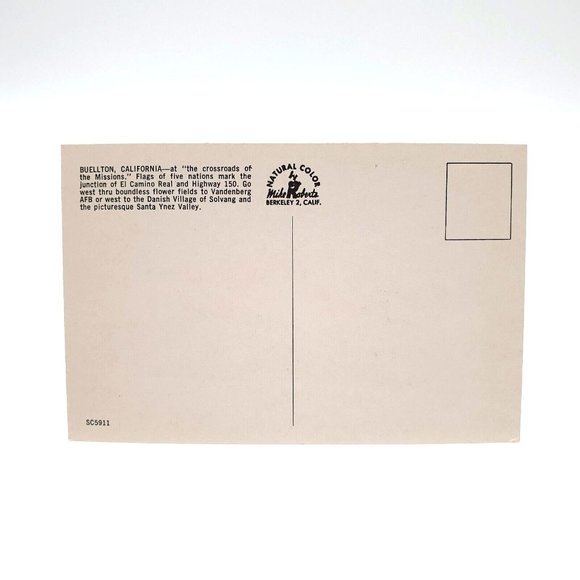 BUELLTON, CALIFORNIA—at "the crossroads of
the Missions." Flags of five nations mark the
junction of El Camino Real and Highway 150. Go
west thru boundless flower fields to Vandenberg
AFB or west to the Danish Village of Solvang and
the picturesque Santa Ynez Valley.
NATURAL COLOR
by
Mike Roberts
BERKELEY 2, CALIF.
SC5911